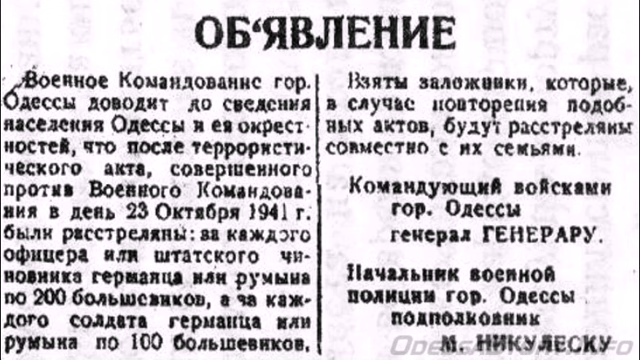 ОБ'ЯВЛЕНИЕ
Военное Командование гор.
Одессы доводит до сведения
населения Одессы и ея окрест-
ностей, что после террористи-
ческого акта, совершенного
против Военного Командова-
ния в день 23 Октября 1941 г.
были расстреляны: за каждого
офицера или штатского чи-
новника германца или румына
по 200 большевиков, а за каж-
дого солдата германца или
румына по 100 большевиков.
Взяты заложники, которые,
в случае повторения подоб-
ных актов, будут расстреляны
совместно с их семьями.
Командующий войсками
гор. Одессы
генерал ГЕНЕРАРУ.
Начальник военной
полиции гор. Одессы
подполковник
М. НИКУЛЕСКУ